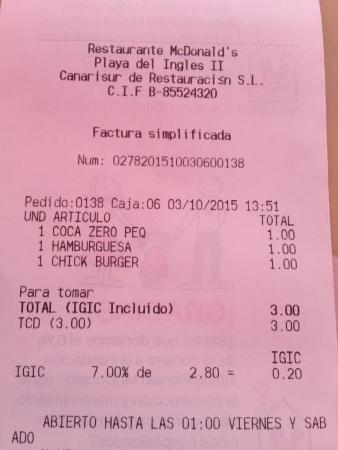 Restaurante McDonald's
Playa del Ingles II
Canarisur de Restauraci≤n S.L.
C.I.F B-85524320
Factura simplificada
Num: 0278201510030600138
Pedido:0138 Caja:06 03/10/2015 13:51
UND ARTICULO TOTAL
1 COCA ZERO PEQ 1.00
1 HAMBURGUESA 1.00
1 CHICK BURGER 1.00
Para tomar
TOTAL (IGIC Incluido) 3.00
TCD (3.00) 3.00
IGIC
IGIC 7.00% de 2.80 = 0.20
ABIERTO HASTA LAS 01:00 VIERNES Y SAB
ADO